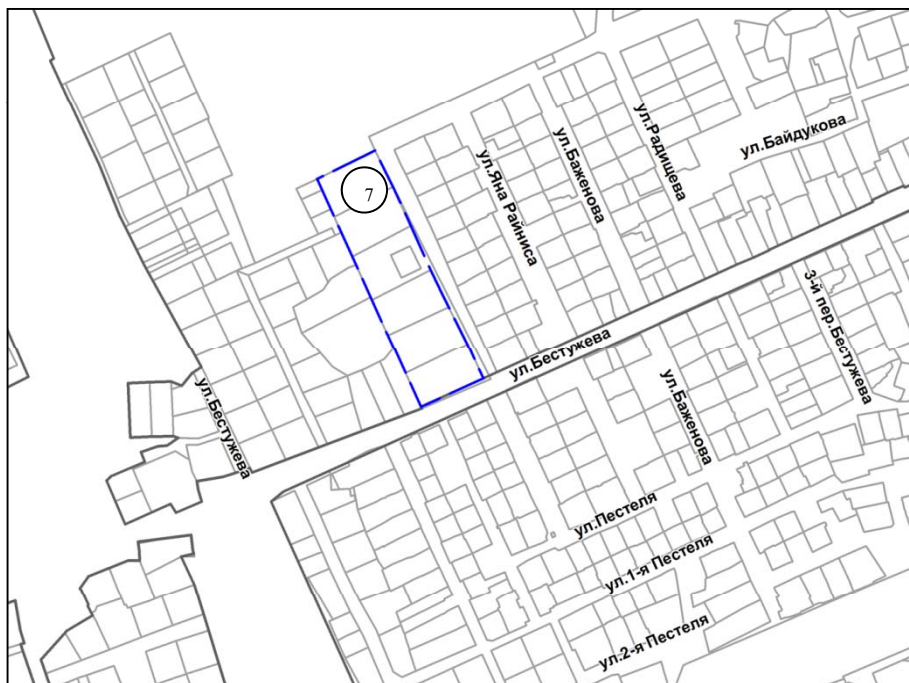 ул.Байдукова
ул.Радищева
ул.Баженова
ул.Яна Райниса
7
3-й пер.Бестужева
ул.Бестужева
ул.Бестужева
ул.Баженова
ул.Пестеля
ул.1-я Пестеля
ул.2-я Пестеля